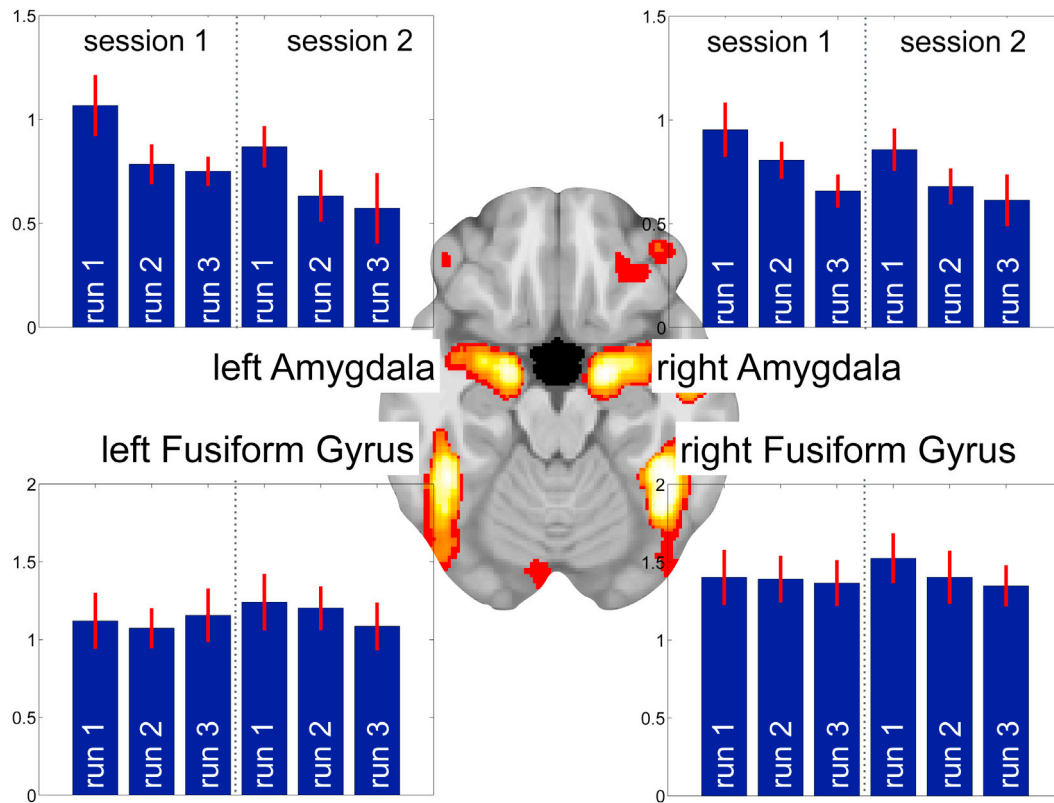 1.5
session 1
session 2
1
0.5
0
run 1
run 2
run 3
run 1
run 2
run 3
1.5
session 1
session 2
1
0.5
0
run 1
run 2
run 3
run 1
run 2
run 3
left Amygdala
right Amygdala
left Fusiform Gyrus
right Fusiform Gyrus
2
1.5
1
0.5
0
run 1
run 2
run 3
run 1
run 2
run 3
2
1.5
1
0.5
0
run 1
run 2
run 3
run 1
run 2
run 3